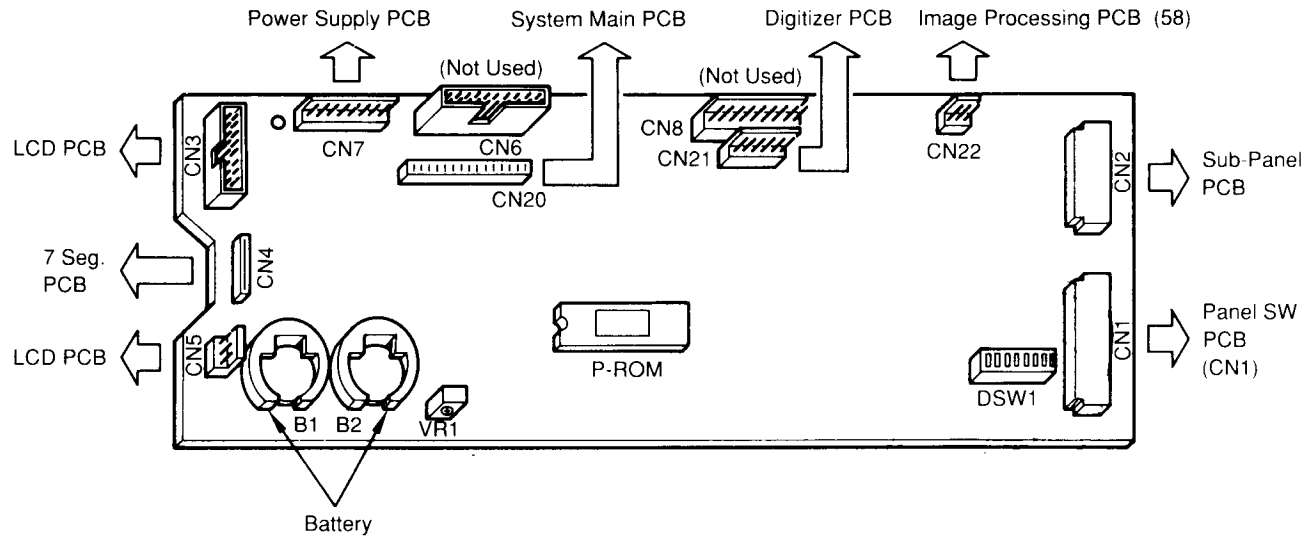 Power Supply PCB
System Main PCB
Digitizer PCB
Image Processing PCB (58)
(Not Used)
(Not Used)
LCD PCB
CN3
CN7
CN6
CN8
CN21
CN22
CN2
Sub-Panel
PCB
CN20
7 Seg.
PCB
CN4
CN1
Panel SW
PCB
(CN1)
LCD PCB
CN5
P-ROM
DSW1
B1
B2
VR1
Battery